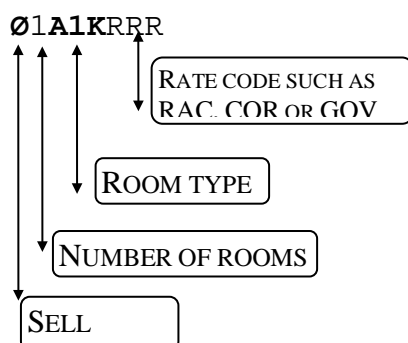 Ø1A1KRRR
RATE CODE SUCH AS
RAC, COR OR GOV
ROOM TYPE
NUMBER OF ROOMS
SELL